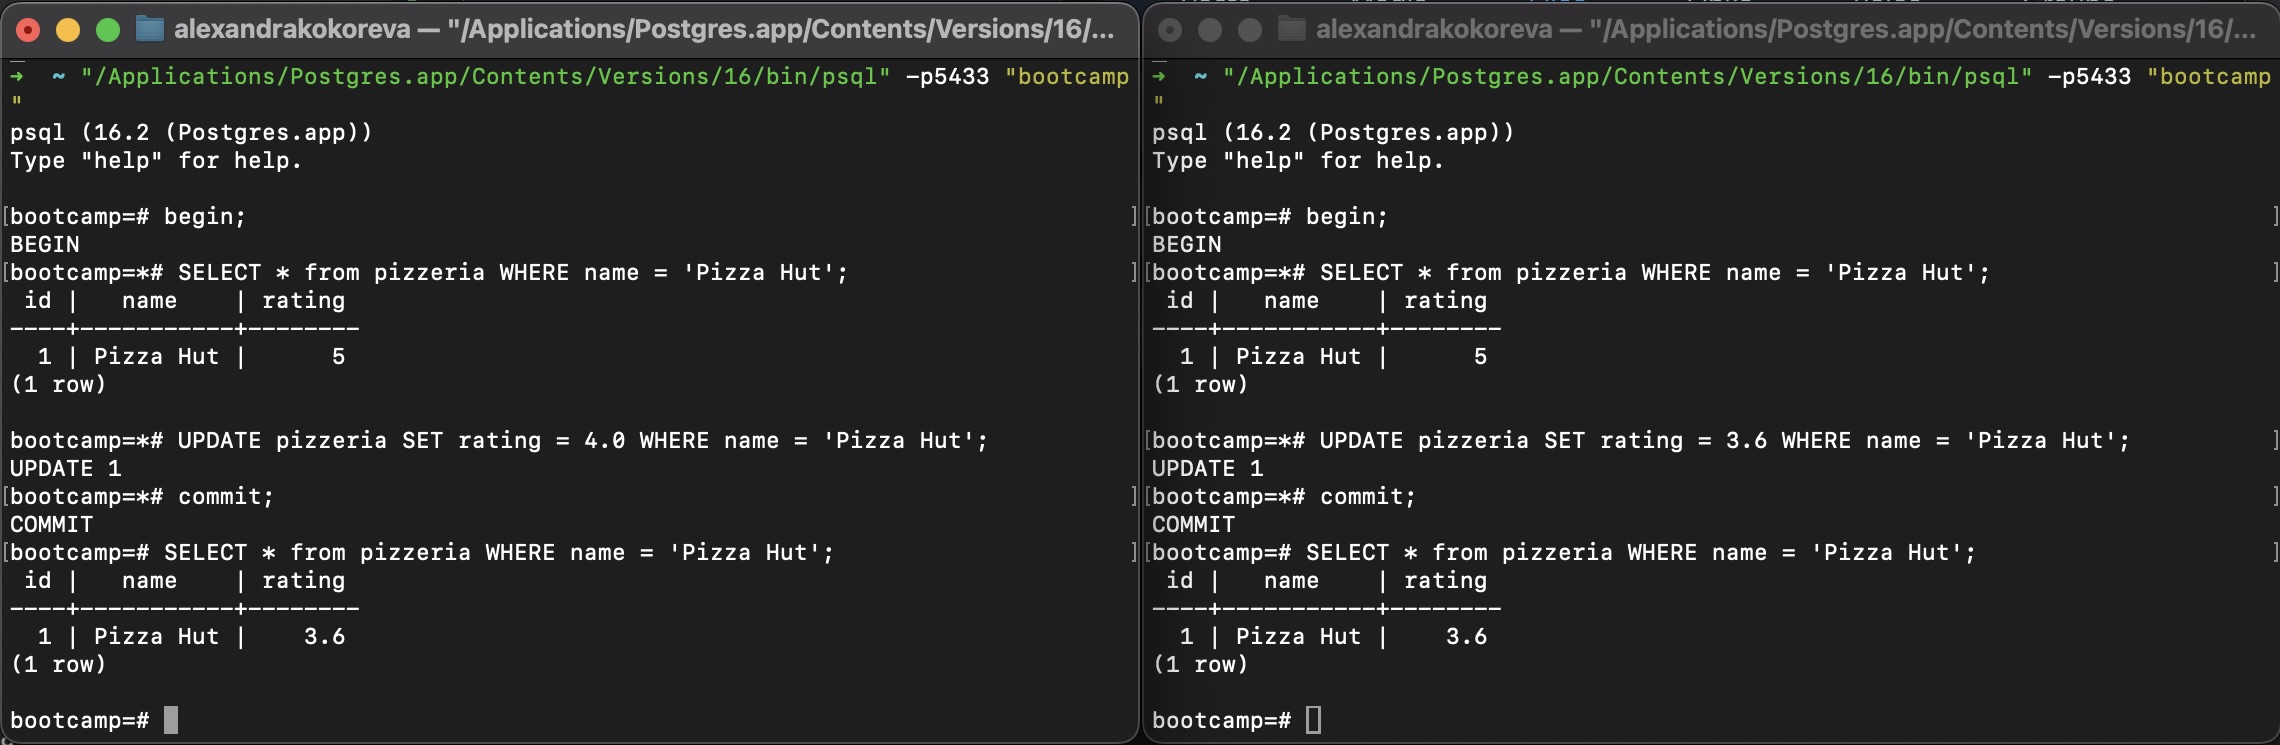 alexandrakokoreva — "/Applications/Postgres.app/Contents/Versions/16/...
→ ~ "/Applications/Postgres.app/Contents/Versions/16/bin/psql" -p5433 "bootcamp
"
psql (16.2 (Postgres.app))
Type "help" for help.
[bootcamp=# begin; ]
BEGIN
[bootcamp=*# SELECT * from pizzeria WHERE name = 'Pizza Hut'; ]
id | name | rating
----+-----------+--------
1 | Pizza Hut | 5
(1 row)
bootcamp=*# UPDATE pizzeria SET rating = 4.0 WHERE name = 'Pizza Hut';
UPDATE 1
[bootcamp=*# commit; ]
COMMIT
[bootcamp=# SELECT * from pizzeria WHERE name = 'Pizza Hut'; ]
id | name | rating
----+-----------+--------
1 | Pizza Hut | 3.6
(1 row)
bootcamp=#
alexandrakokoreva — "/Applications/Postgres.app/Contents/Versions/16/...
→ ~ "/Applications/Postgres.app/Contents/Versions/16/bin/psql" -p5433 "bootcamp
"
psql (16.2 (Postgres.app))
Type "help" for help.
[bootcamp=# begin; ]
BEGIN
[bootcamp=*# SELECT * from pizzeria WHERE name = 'Pizza Hut'; ]
id | name | rating
----+-----------+--------
1 | Pizza Hut | 5
(1 row)
[bootcamp=*# UPDATE pizzeria SET rating = 3.6 WHERE name = 'Pizza Hut'; ]
UPDATE 1
[bootcamp=*# commit; ]
COMMIT
[bootcamp=# SELECT * from pizzeria WHERE name = 'Pizza Hut'; ]
id | name | rating
----+-----------+--------
1 | Pizza Hut | 3.6
(1 row)
bootcamp=#